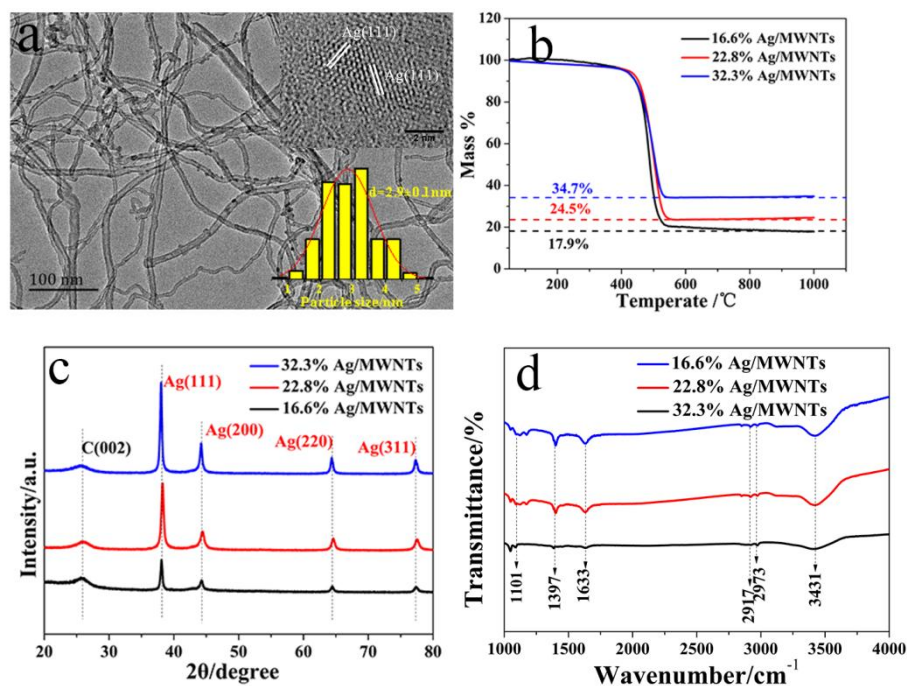 a
Ag(111)
Ag(111)
2 nm
d=2.9±0.1nm
100 nm
1 2 3 4 5
Particle size/nm
b
16.6% Ag/MWNTs
22.8% Ag/MWNTs
32.3% Ag/MWNTs
120
100
80
60
40
20
0
Mass %
34.7%
24.5%
17.9%
200 400 600 800 1000
Temperate /℃
c
32.3% Ag/MWNTs
22.8% Ag/MWNTs
16.6% Ag/MWNTs
Ag(111)
Ag(200)
C(002)
Ag(220)
Ag(311)
Intensity/a.u.
20 30 40 50 60 70 80
2θ/degree
d
16.6% Ag/MWNTs
22.8% Ag/MWNTs
32.3% Ag/MWNTs
Transmittance/%
1101
1397
1633
2917
2973
3431
1000 1500 2000 2500 3000 3500 4000
Wavenumber/cm⁻¹